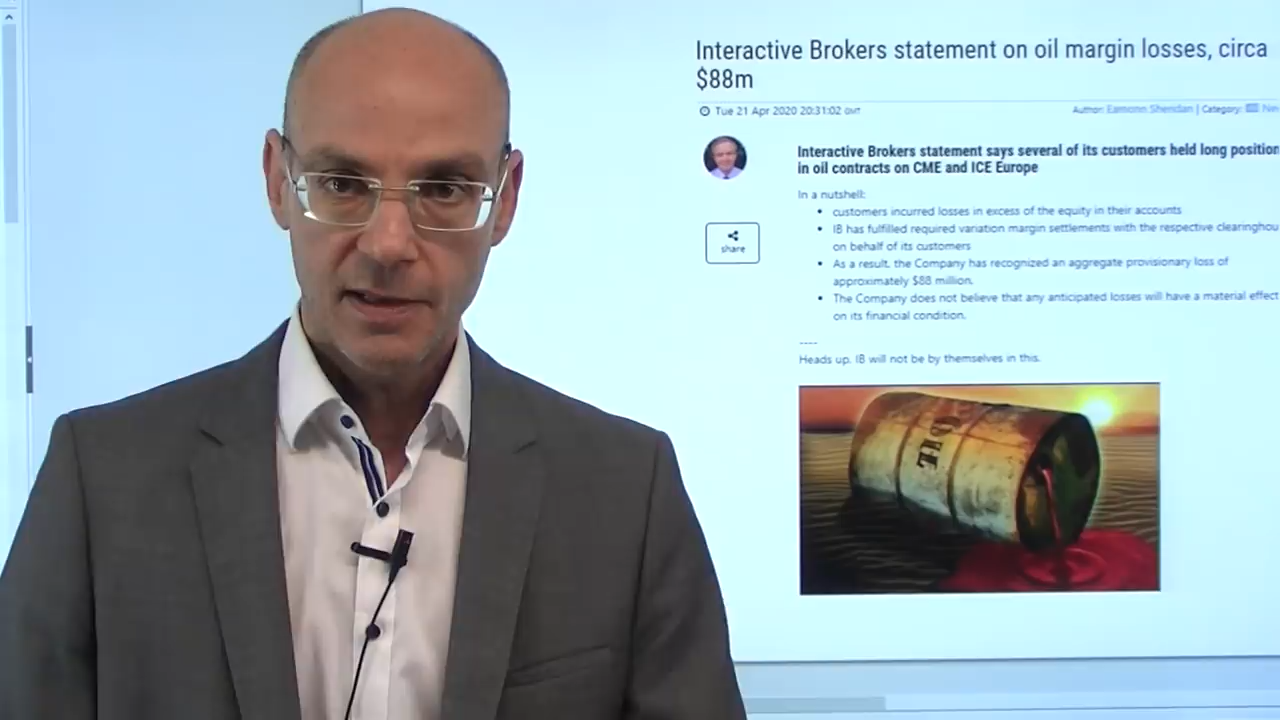 Interactive Brokers statement on oil margin losses, circa
$88m
Tue 21 Apr 2020 20:31:02 GMT
Author: Eamonn Sheridan | Category:
Interactive Brokers statement says several of its customers held long position
in oil contracts on CME and ICE Europe
In a nutshell:
customers incurred losses in excess of the equity in their accounts
IB has fulfilled required variation margin settlements with the respective clearinghou
on behalf of its customers
As a result, the Company has recognized an aggregate provisionary loss of
approximately $88 million.
The Company does not believe that any anticipated losses will have a material effect
on its financial condition.
----
Heads up. IB will not be by themselves in this.
share
OIL